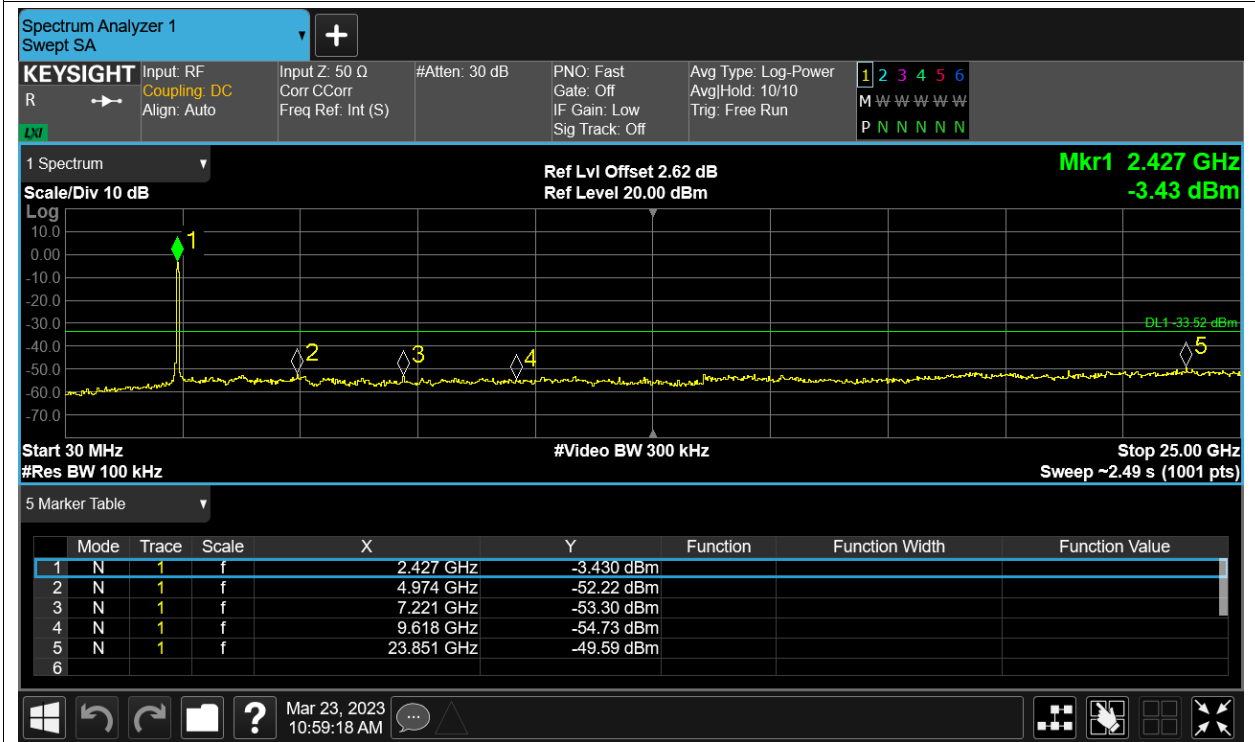 Spectrum Analyzer 1
Swept SA
KEYSIGHT Input: RF Input Z: 50 Ω #Atten: 30 dB PNO: Fast Avg Type: Log-Power 1 2 3 4 5 6
R Coupling: DC Corr CCorr Gate: Off Avg|Hold: 10/10 M W W W W W
Align: Auto Freq Ref: Int (S) IF Gain: Low Trig: Free Run
LXI Sig Track: Off P N N N N N
1 Spectrum Ref Lvl Offset 2.62 dB Mkr1 2.427 GHz
Scale/Div 10 dB Ref Level 20.00 dBm -3.43 dBm
Log
10.0
1
0.00
-10.0
-20.0
-30.0 DL1 -33.52 dBm
-40.0
2 3 4 5
-50.0
-60.0
-70.0
Start 30 MHz #Video BW 300 kHz Stop 25.00 GHz
#Res BW 100 kHz Sweep ~2.49 s (1001 pts)
5 Marker Table
Mode Trace Scale X Y Function Function Width Function Value
1 N 1 f 2.427 GHz -3.430 dBm
2 N 1 f 4.974 GHz -52.22 dBm
3 N 1 f 7.221 GHz -53.30 dBm
4 N 1 f 9.618 GHz -54.73 dBm
5 N 1 f 23.851 GHz -49.59 dBm
6
? Mar 23, 2023
10:59:18 AM